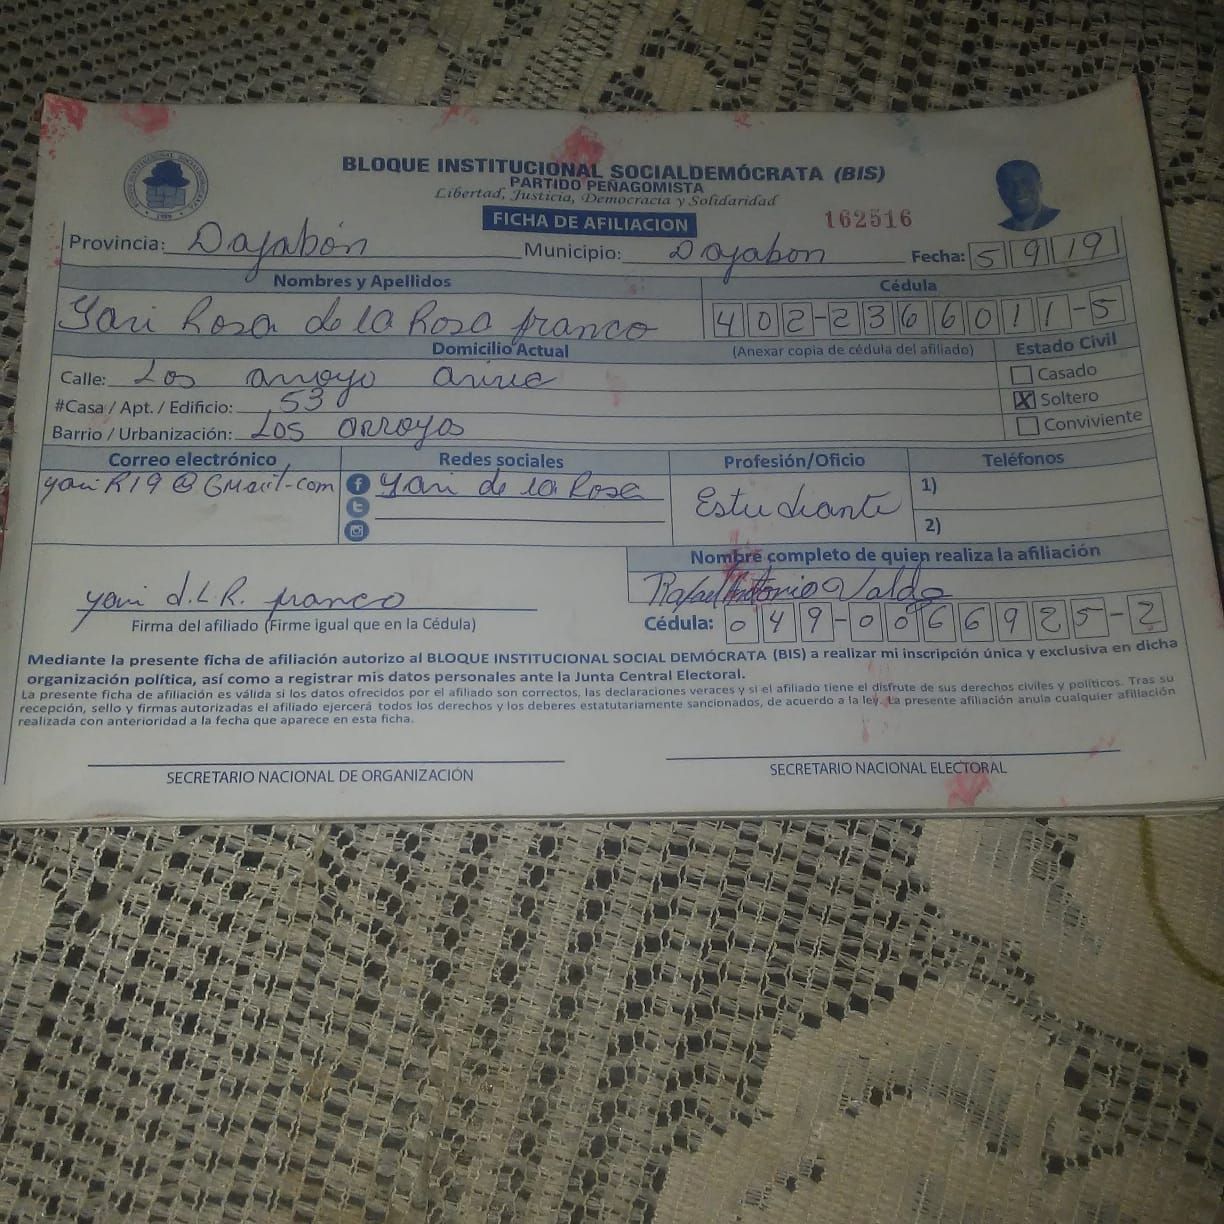 BLOQUE INSTITUCIONAL SOCIALDEMÓCRATA (BIS)
PARTIDO PEÑAGOMISTA
Libertad, Justicia, Democracia y Solidaridad
FICHA DE AFILIACION
162516
Provincia: Dajabón Municipio: Dajabon Fecha: 5 9 19
Nombres y Apellidos Cédula
Yari Rosa de la Rosa franco 402-2366011-5
Domicilio Actual (Anexar copia de cédula del afiliado) Estado Civil
Calle: Los arroyo
Casado
#Casa / Apt. / Edificio: 53
X Soltero
Barrio / Urbanización: Los arroyos
Conviviente
Correo electrónico Redes sociales Profesión/Oficio Teléfonos
yariR19@GMail.com Yari de la Rosa Estudiante 1)
2)
Nombre completo de quien realiza la afiliación
Rafael Antonio
yari d.L.R. franco
Firma del afiliado (Firme igual que en la Cédula)
Cédula: 049-0066925-2
Mediante la presente ficha de afiliación autorizo al BLOQUE INSTITUCIONAL SOCIAL DEMÓCRATA (BIS) a realizar mi inscripción única y exclusiva en dicha
organización política, así como a registrar mis datos personales ante la Junta Central Electoral.
La presente ficha de afiliación es válida si los datos ofrecidos por el afiliado son correctos, las declaraciones veraces y si el afiliado tiene el disfrute de sus derechos civiles y políticos. Tras su
recepción, sello y firmas autorizadas el afiliado ejercerá todos los derechos y los deberes estatutariamente sancionados, de acuerdo a la ley. La presente afiliación anula cualquier afiliación
realizada con anterioridad a la fecha que aparece en esta ficha.
SECRETARIO NACIONAL DE ORGANIZACIÓN
SECRETARIO NACIONAL ELECTORAL